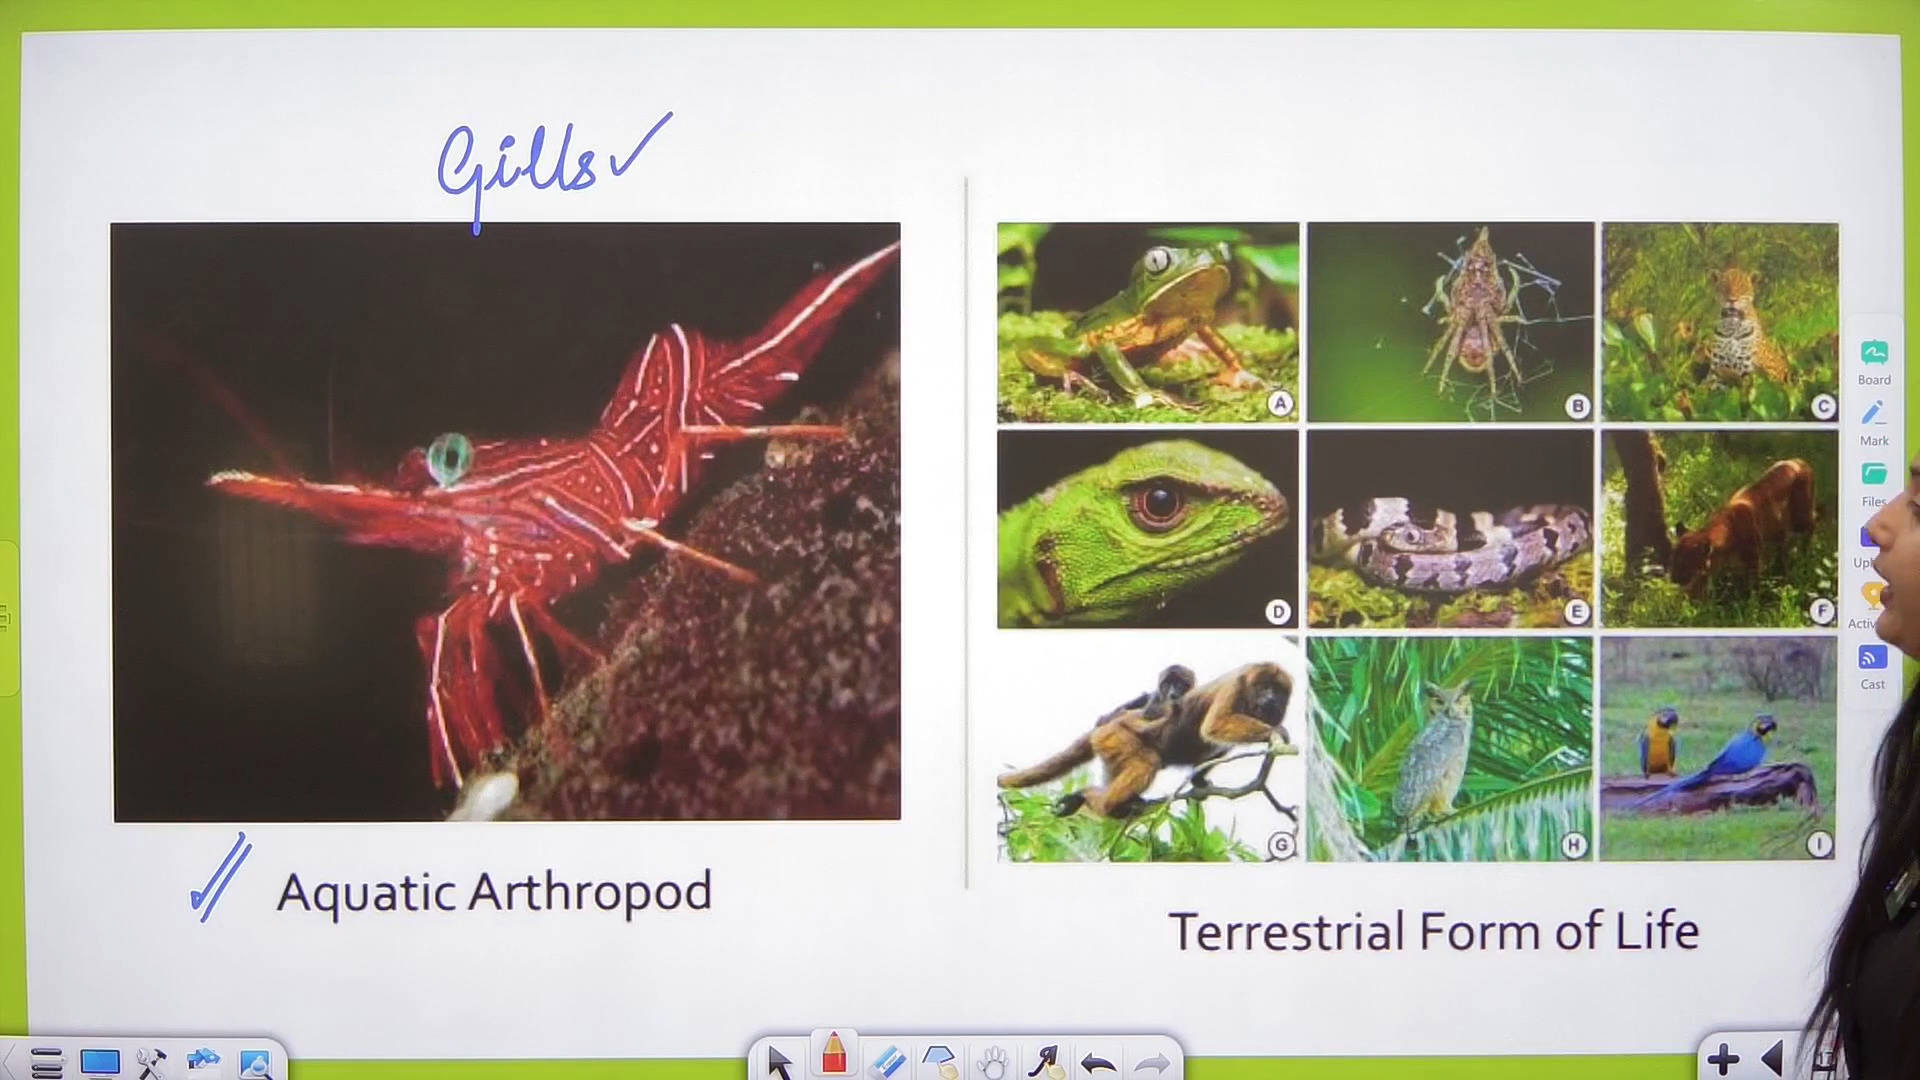 Gills
A
B
C
D
E
F
G
H
I
Aquatic Arthropod
Terrestrial Form of Life
Board
Mark
Files
Cast